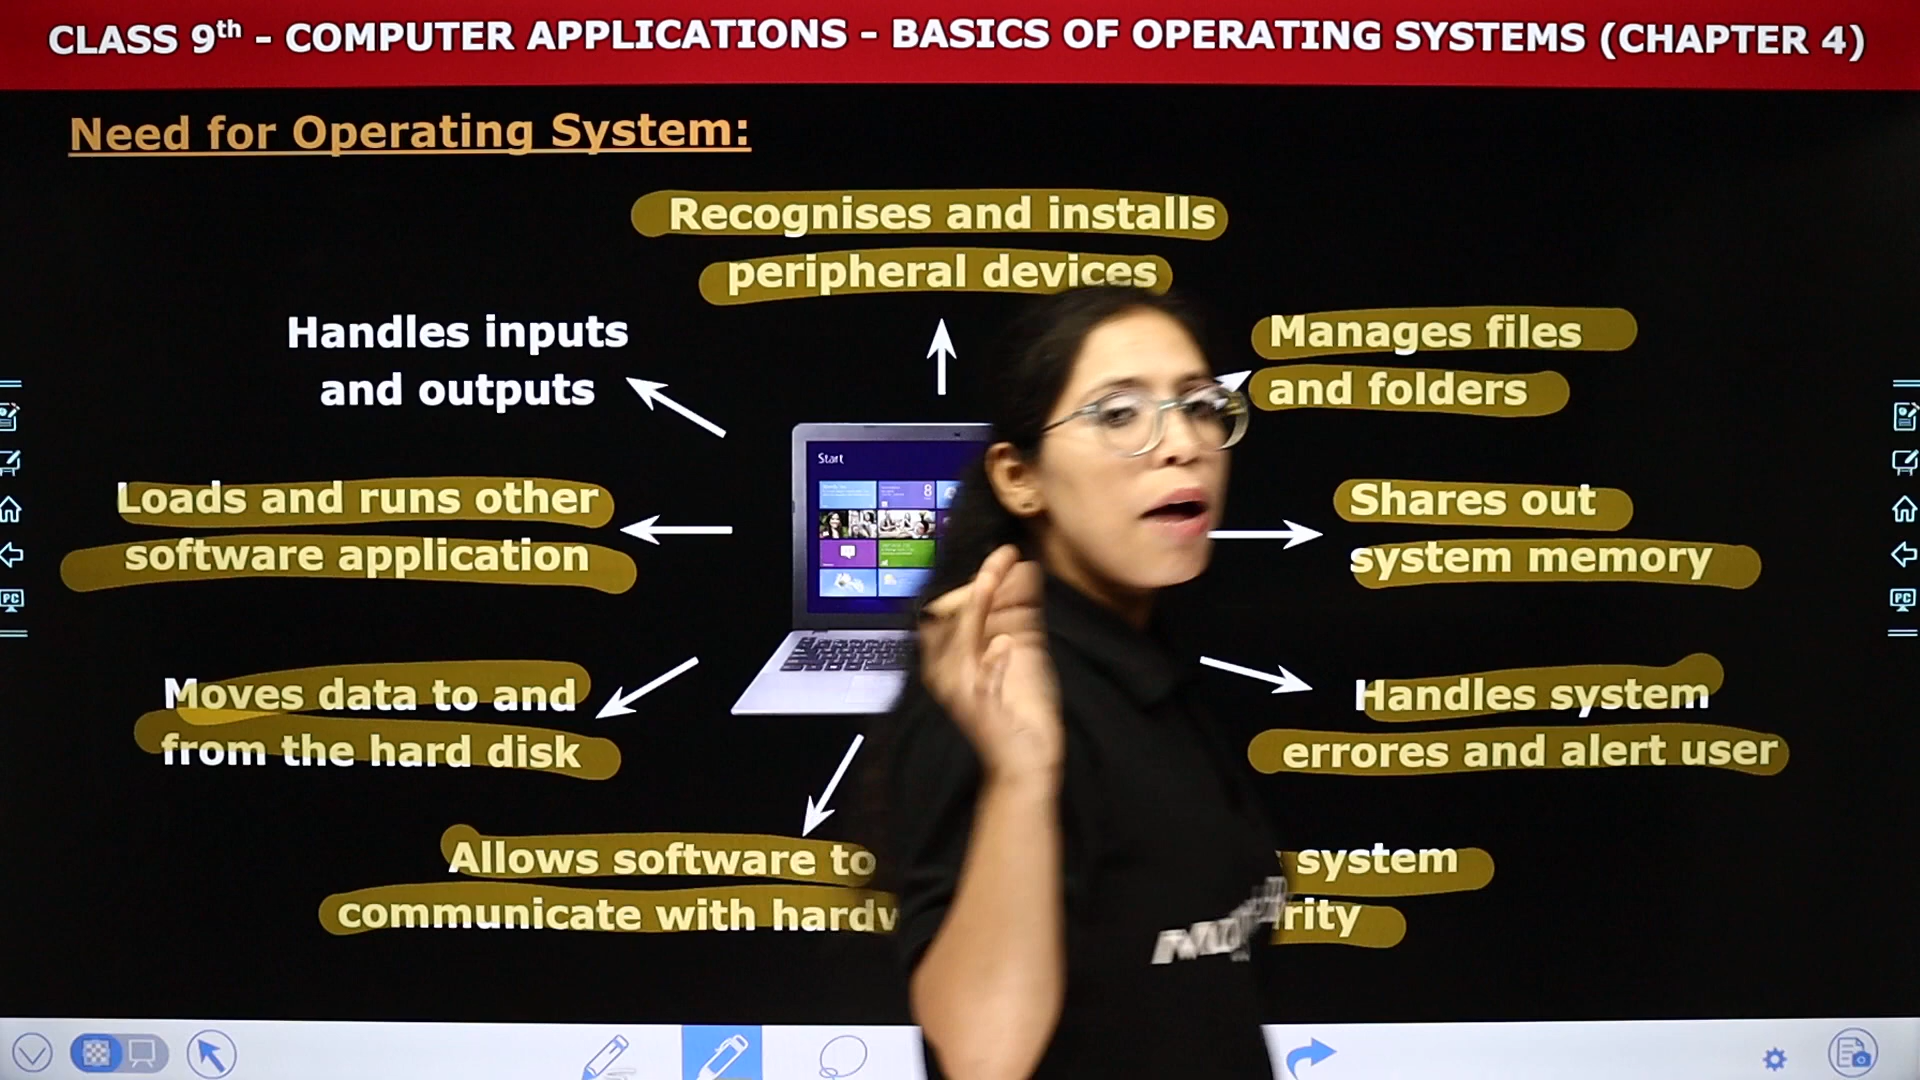 CLASS 9th - COMPUTER APPLICATIONS - BASICS OF OPERATING SYSTEMS (CHAPTER 4)
Need for Operating System:
Recognises and installs
peripheral devices
Handles inputs
and outputs
Manages files
and folders
Start
8
Loads and runs other
software application
Shares out
system memory
Moves data to and
from the hard disk
Handles system
errores and alert user
Allows software to
communicate with
system
PC
PC